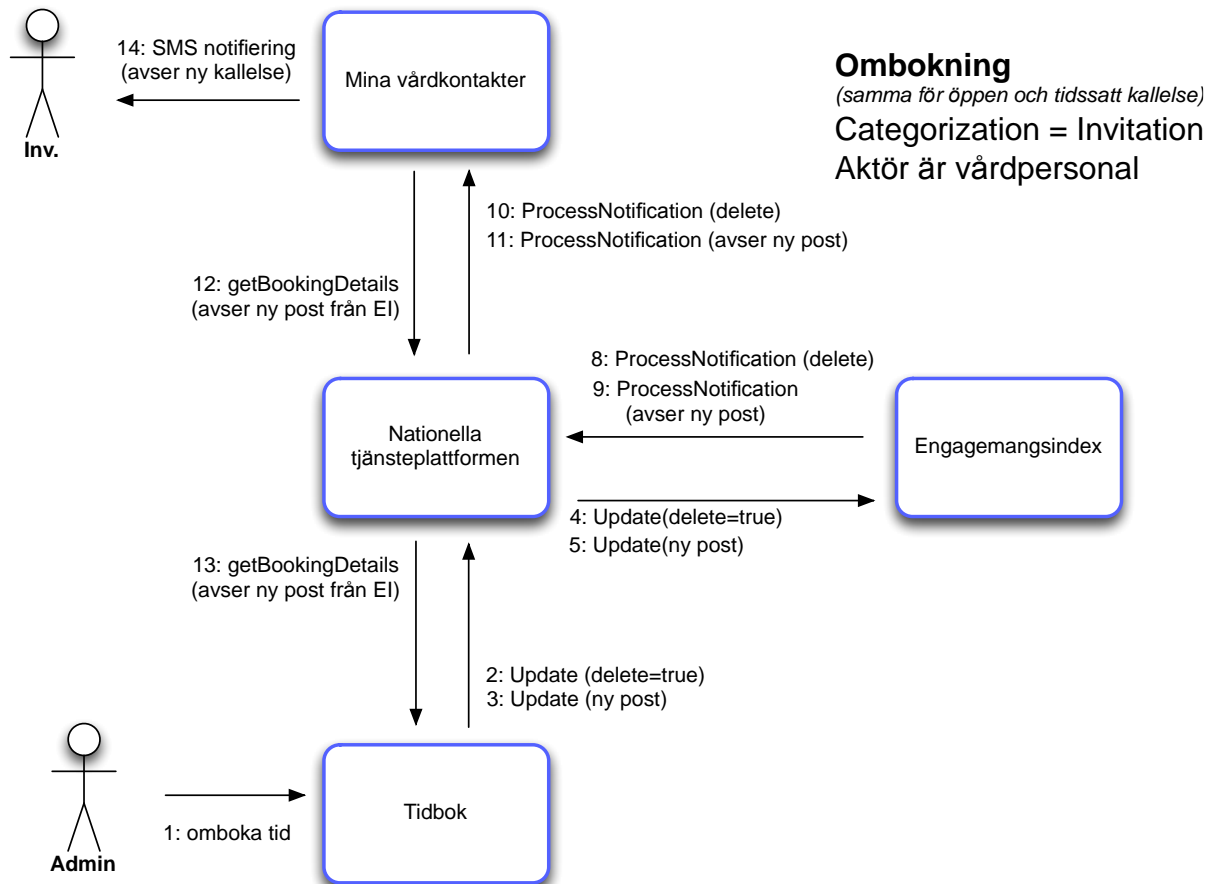 14: SMS notifiering
(avser ny kallelse)
Inv.
Mina vårdkontakter
Ombokning
(samma för öppen och tidssatt kallelse)
Categorization = Invitation
Aktör är vårdpersonal
10: ProcessNotification (delete)
11: ProcessNotification (avser ny post)
12: getBookingDetails
(avser ny post från EI)
8: ProcessNotification (delete)
9: ProcessNotification
(avser ny post)
Nationella
tjänsteplattformen
Engagemangsindex
4: Update(delete=true)
5: Update(ny post)
13: getBookingDetails
(avser ny post från EI)
2: Update (delete=true)
3: Update (ny post)
Tidbok
1: omboka tid
Admin